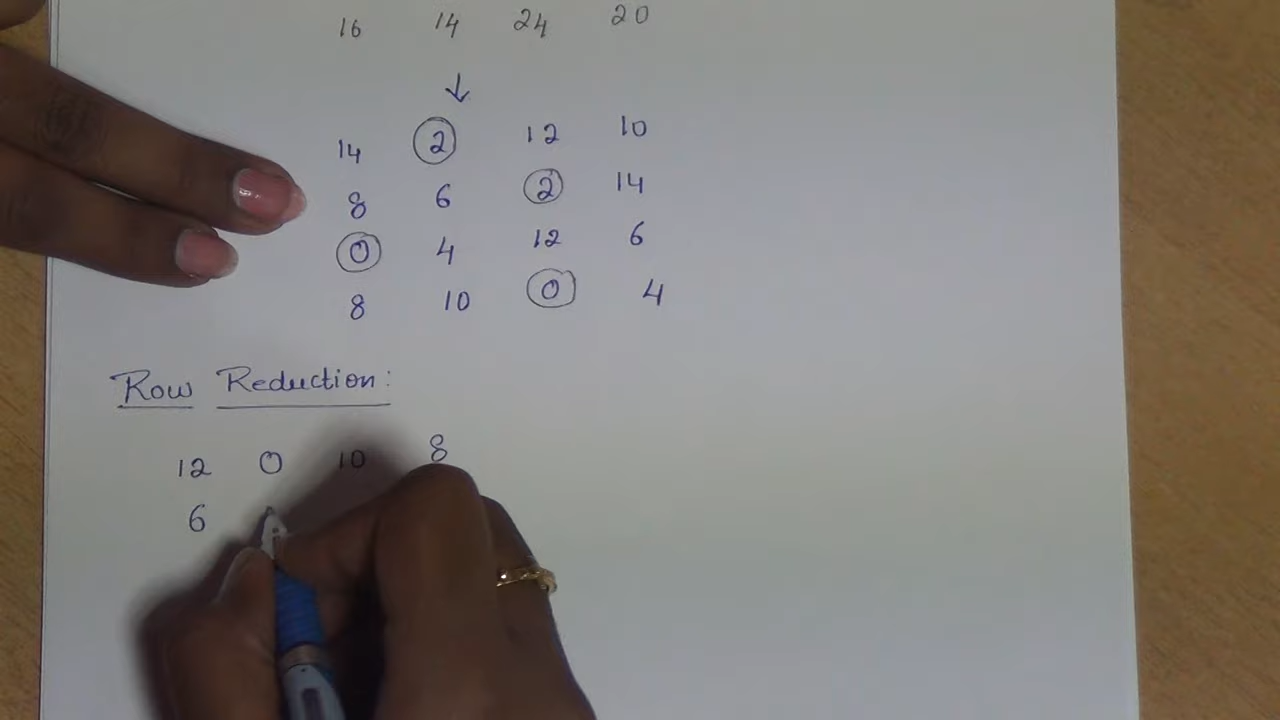 16 14 24 20
↓
14 2 12 10
8 6 2 14
0 4 12 6
8 10 0 4
Row Reduction:
12 0 10 8
6